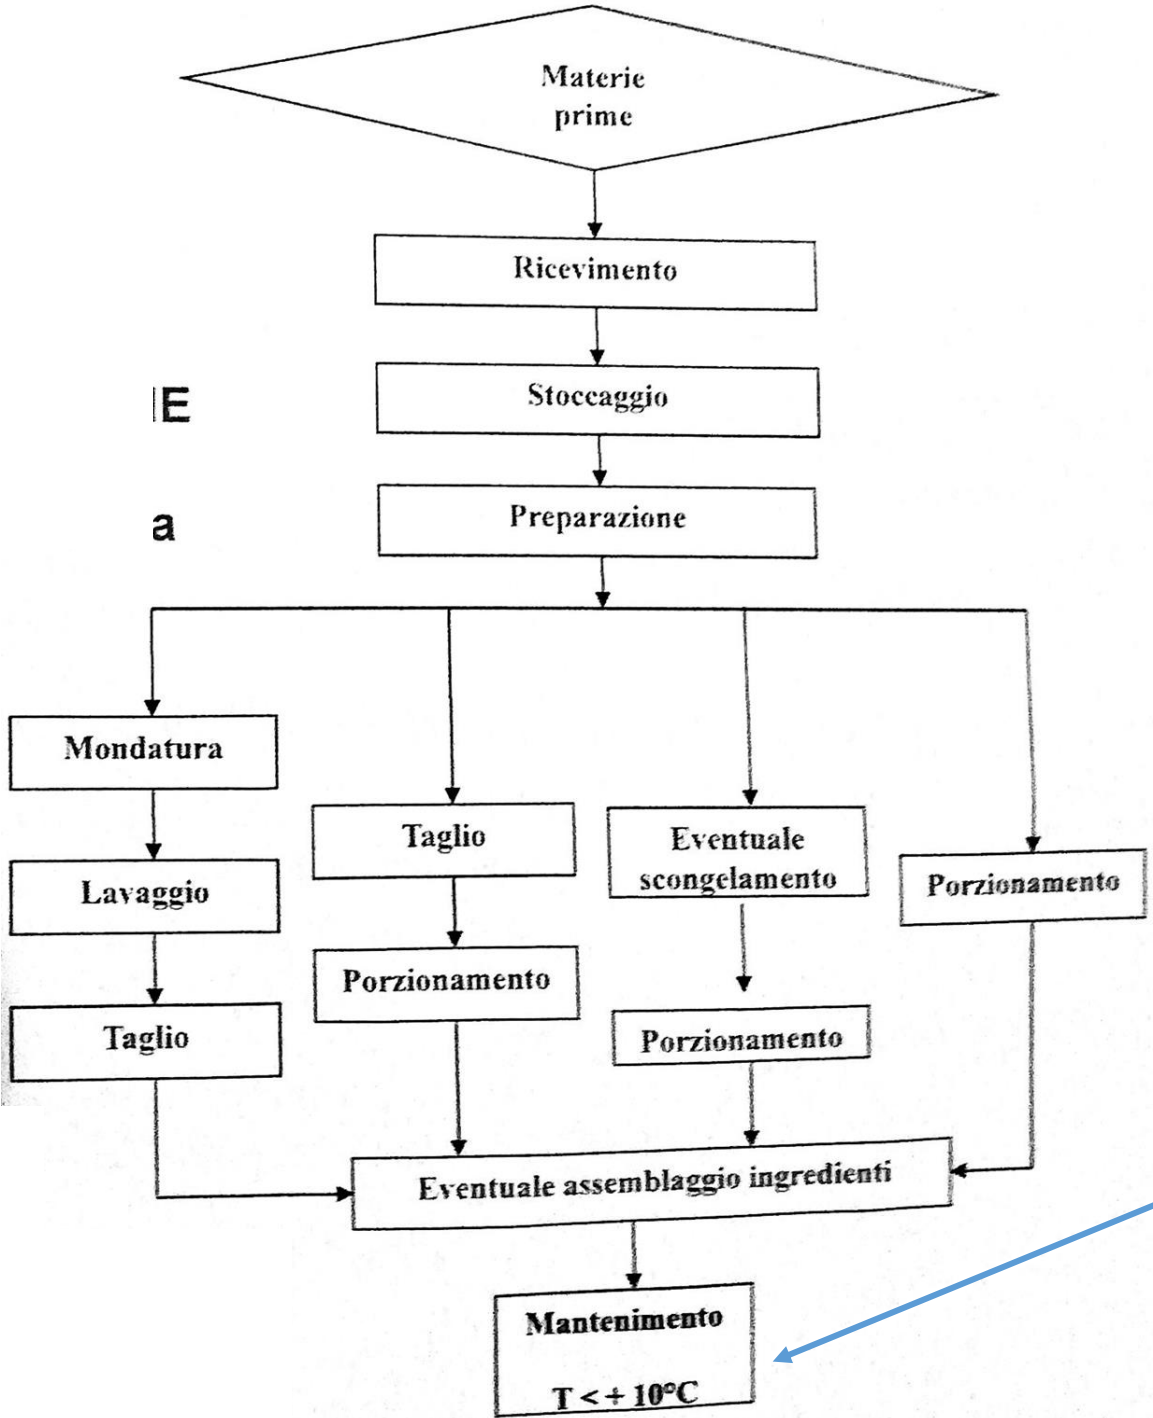 Materie
prime
Ricevimento
IE
Stoccaggio
a
Preparazione
Mondatura
Lavaggio
Taglio
Taglio
Porzionamento
Eventuale
scongelamento
Porzionamento
Porzionamento
Eventuale assemblaggio ingredienti
Mantenimento
T < + 10°C